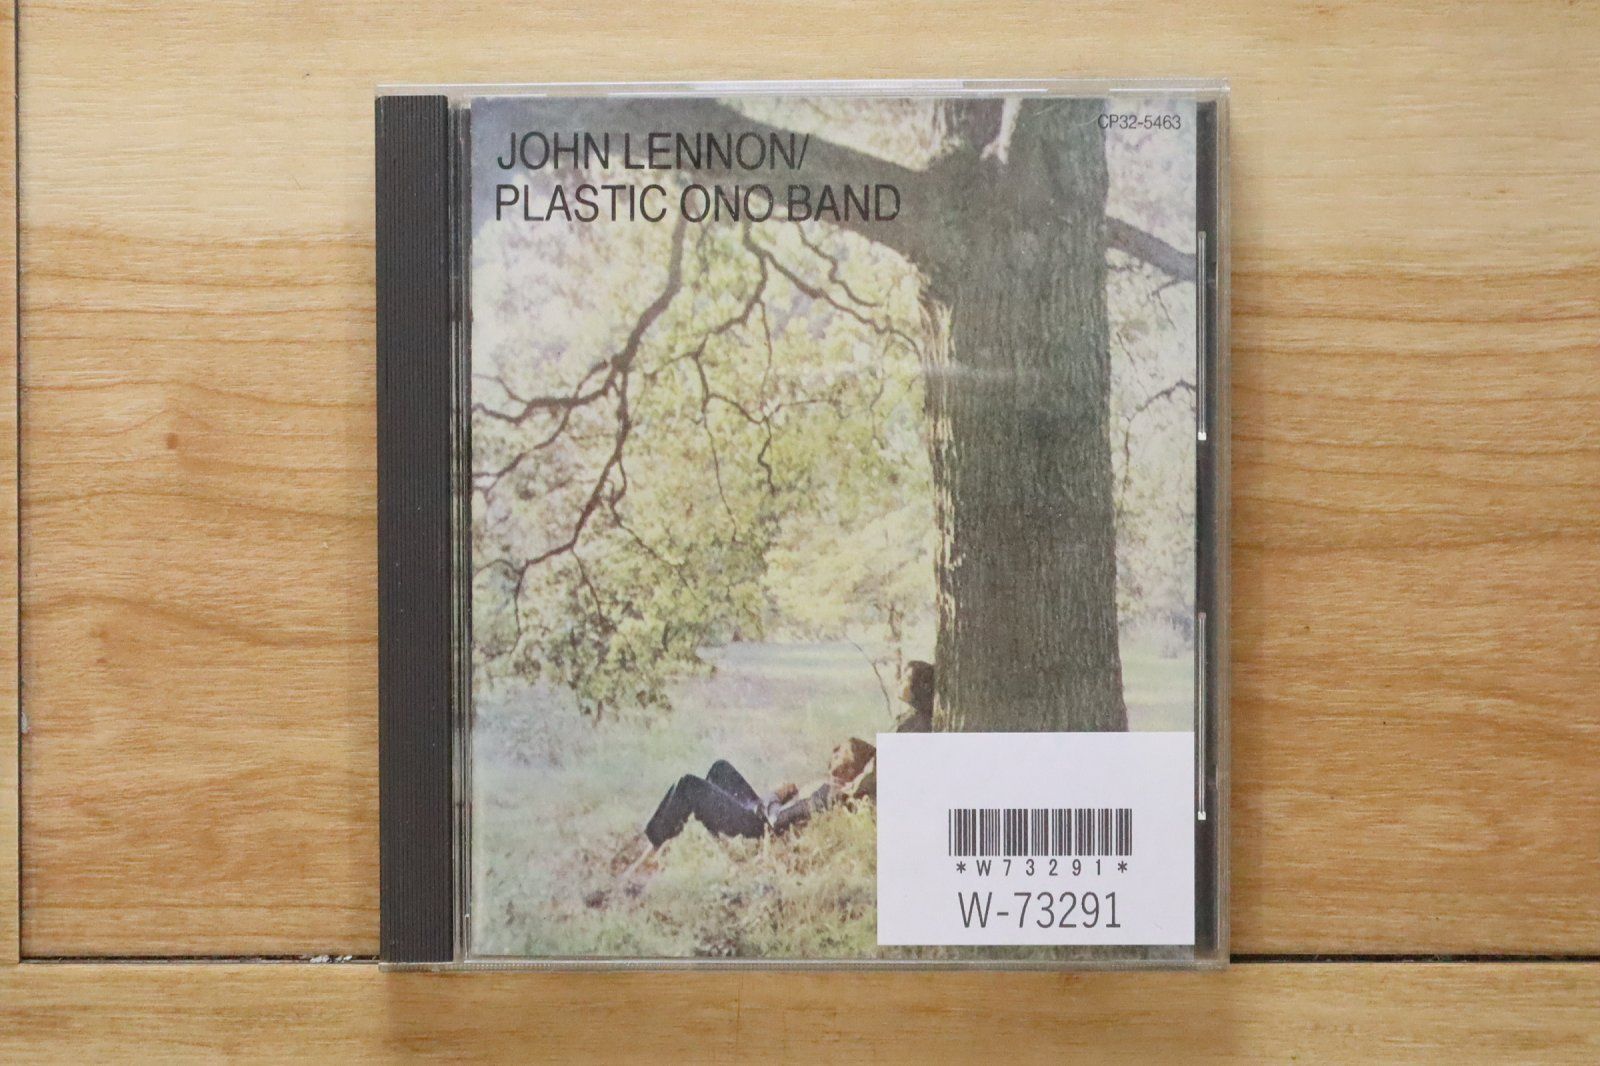 CP32-5463
JOHN LENNON/
PLASTIC ONO BAND
*W73291*
W-73291